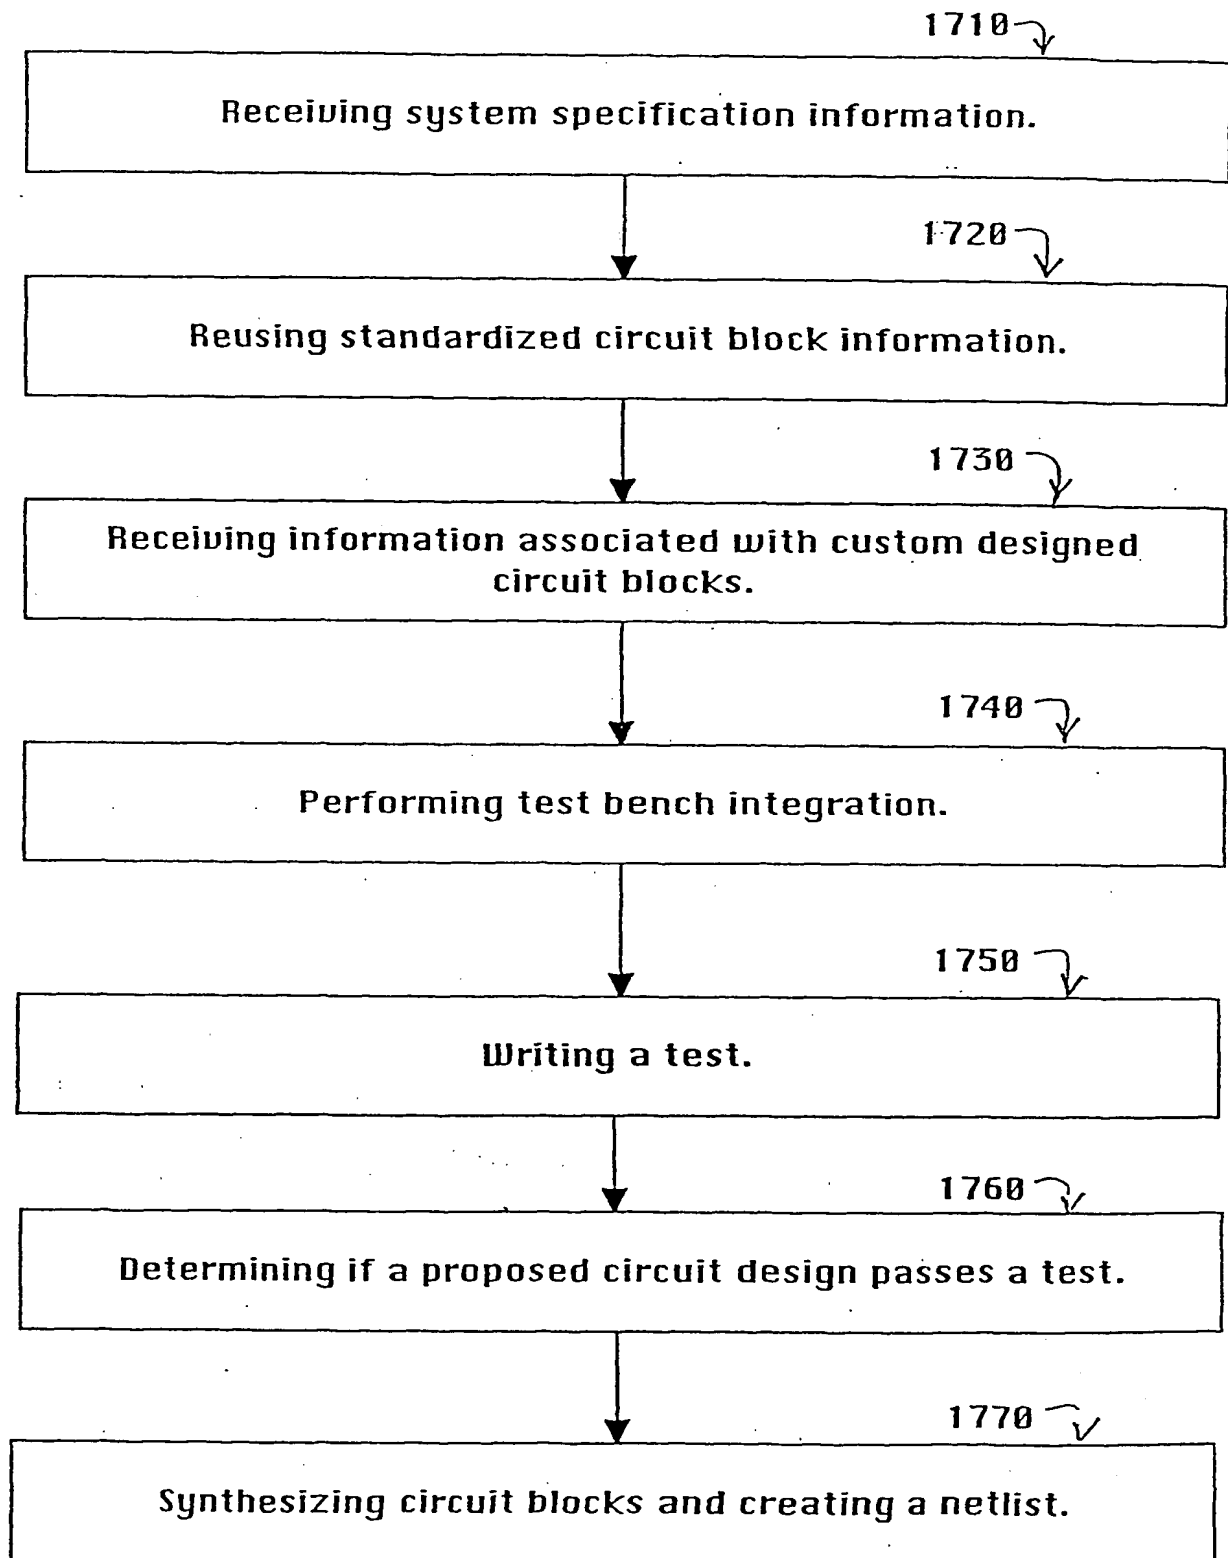 1710
Receiving system specification information.
1720
Reusing standardized circuit block information.
1730
Receiving information associated with custom designed
circuit blocks.
1740
Performing test bench integration.
1750
Writing a test.
1760
Determining if a proposed circuit design passes a test.
1770
Synthesizing circuit blocks and creating a netlist.